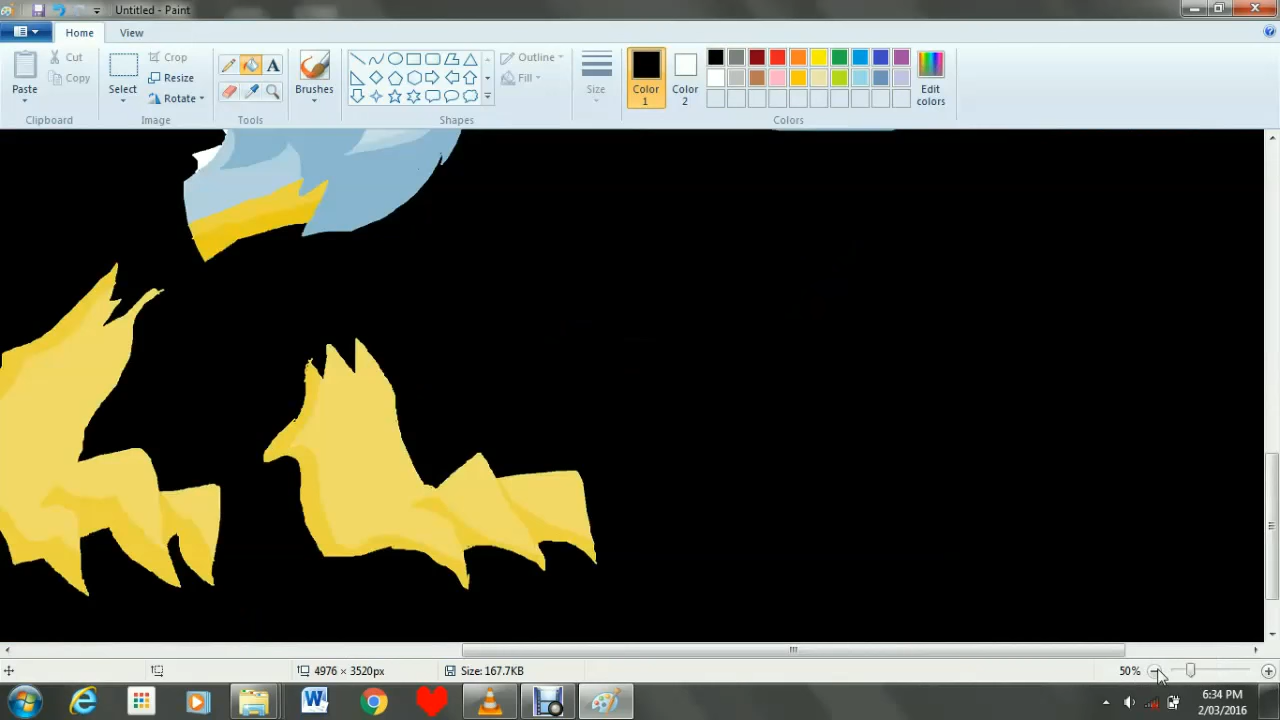 Untitled - Paint
Home View
Cut
Copy
Paste
Clipboard
Crop
Resize
Rotate
Select
Image
A
Tools
Brushes
Outline
Fill
Shapes
Size
Color 1
Color 2
Edit colors
Colors
4976 × 3520px
Size: 167.7KB
50%
W
6:34 PM
2/03/2016